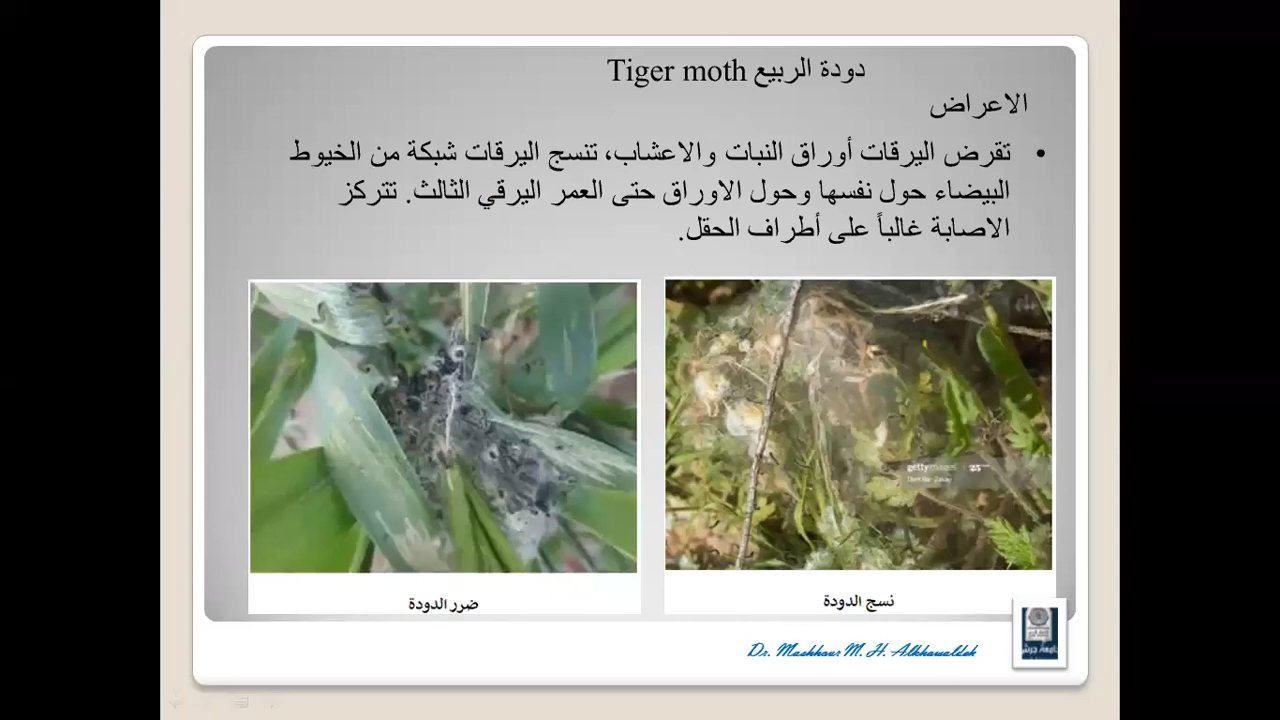 دودة الربيع Tiger moth
الاعراض
• تقرض اليرقات أوراق النبات والاعشاب، تنسج اليرقات شبكة من الخيوط
البيضاء حول نفسها وحول الاوراق حتى العمر اليرقي الثالث. تتركز
الاصابة غالباً على أطراف الحقل.
gettyimages
نسج الدودة
ضرر الدودة
Dr. Mashhour M. H. Alkhawaldeh